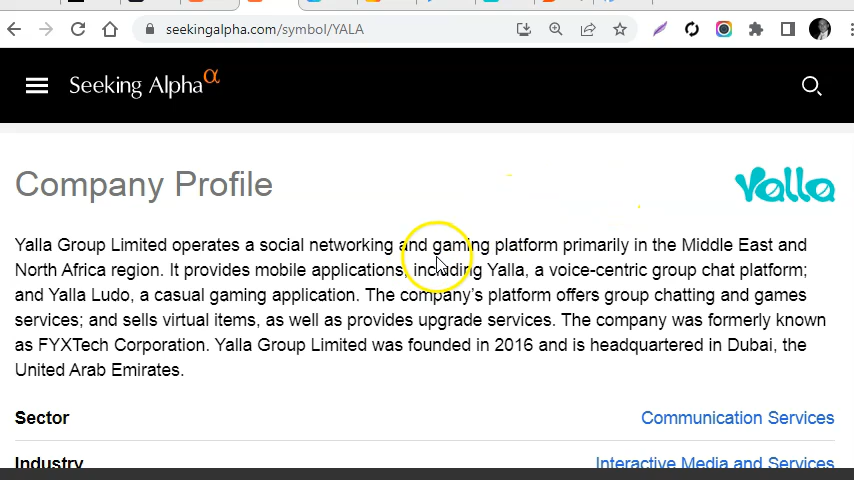 seekingalpha.com/symbol/YALA
Seeking Alpha α
Company Profile
Yalla
Yalla Group Limited operates a social networking and gaming platform primarily in the Middle East and
North Africa region. It provides mobile applications, including Yalla, a voice-centric group chat platform;
and Yalla Ludo, a casual gaming application. The company's platform offers group chatting and games
services; and sells virtual items, as well as provides upgrade services. The company was formerly known
as FYXTech Corporation. Yalla Group Limited was founded in 2016 and is headquartered in Dubai, the
United Arab Emirates.
Sector Communication Services
Industry Interactive Media and Services